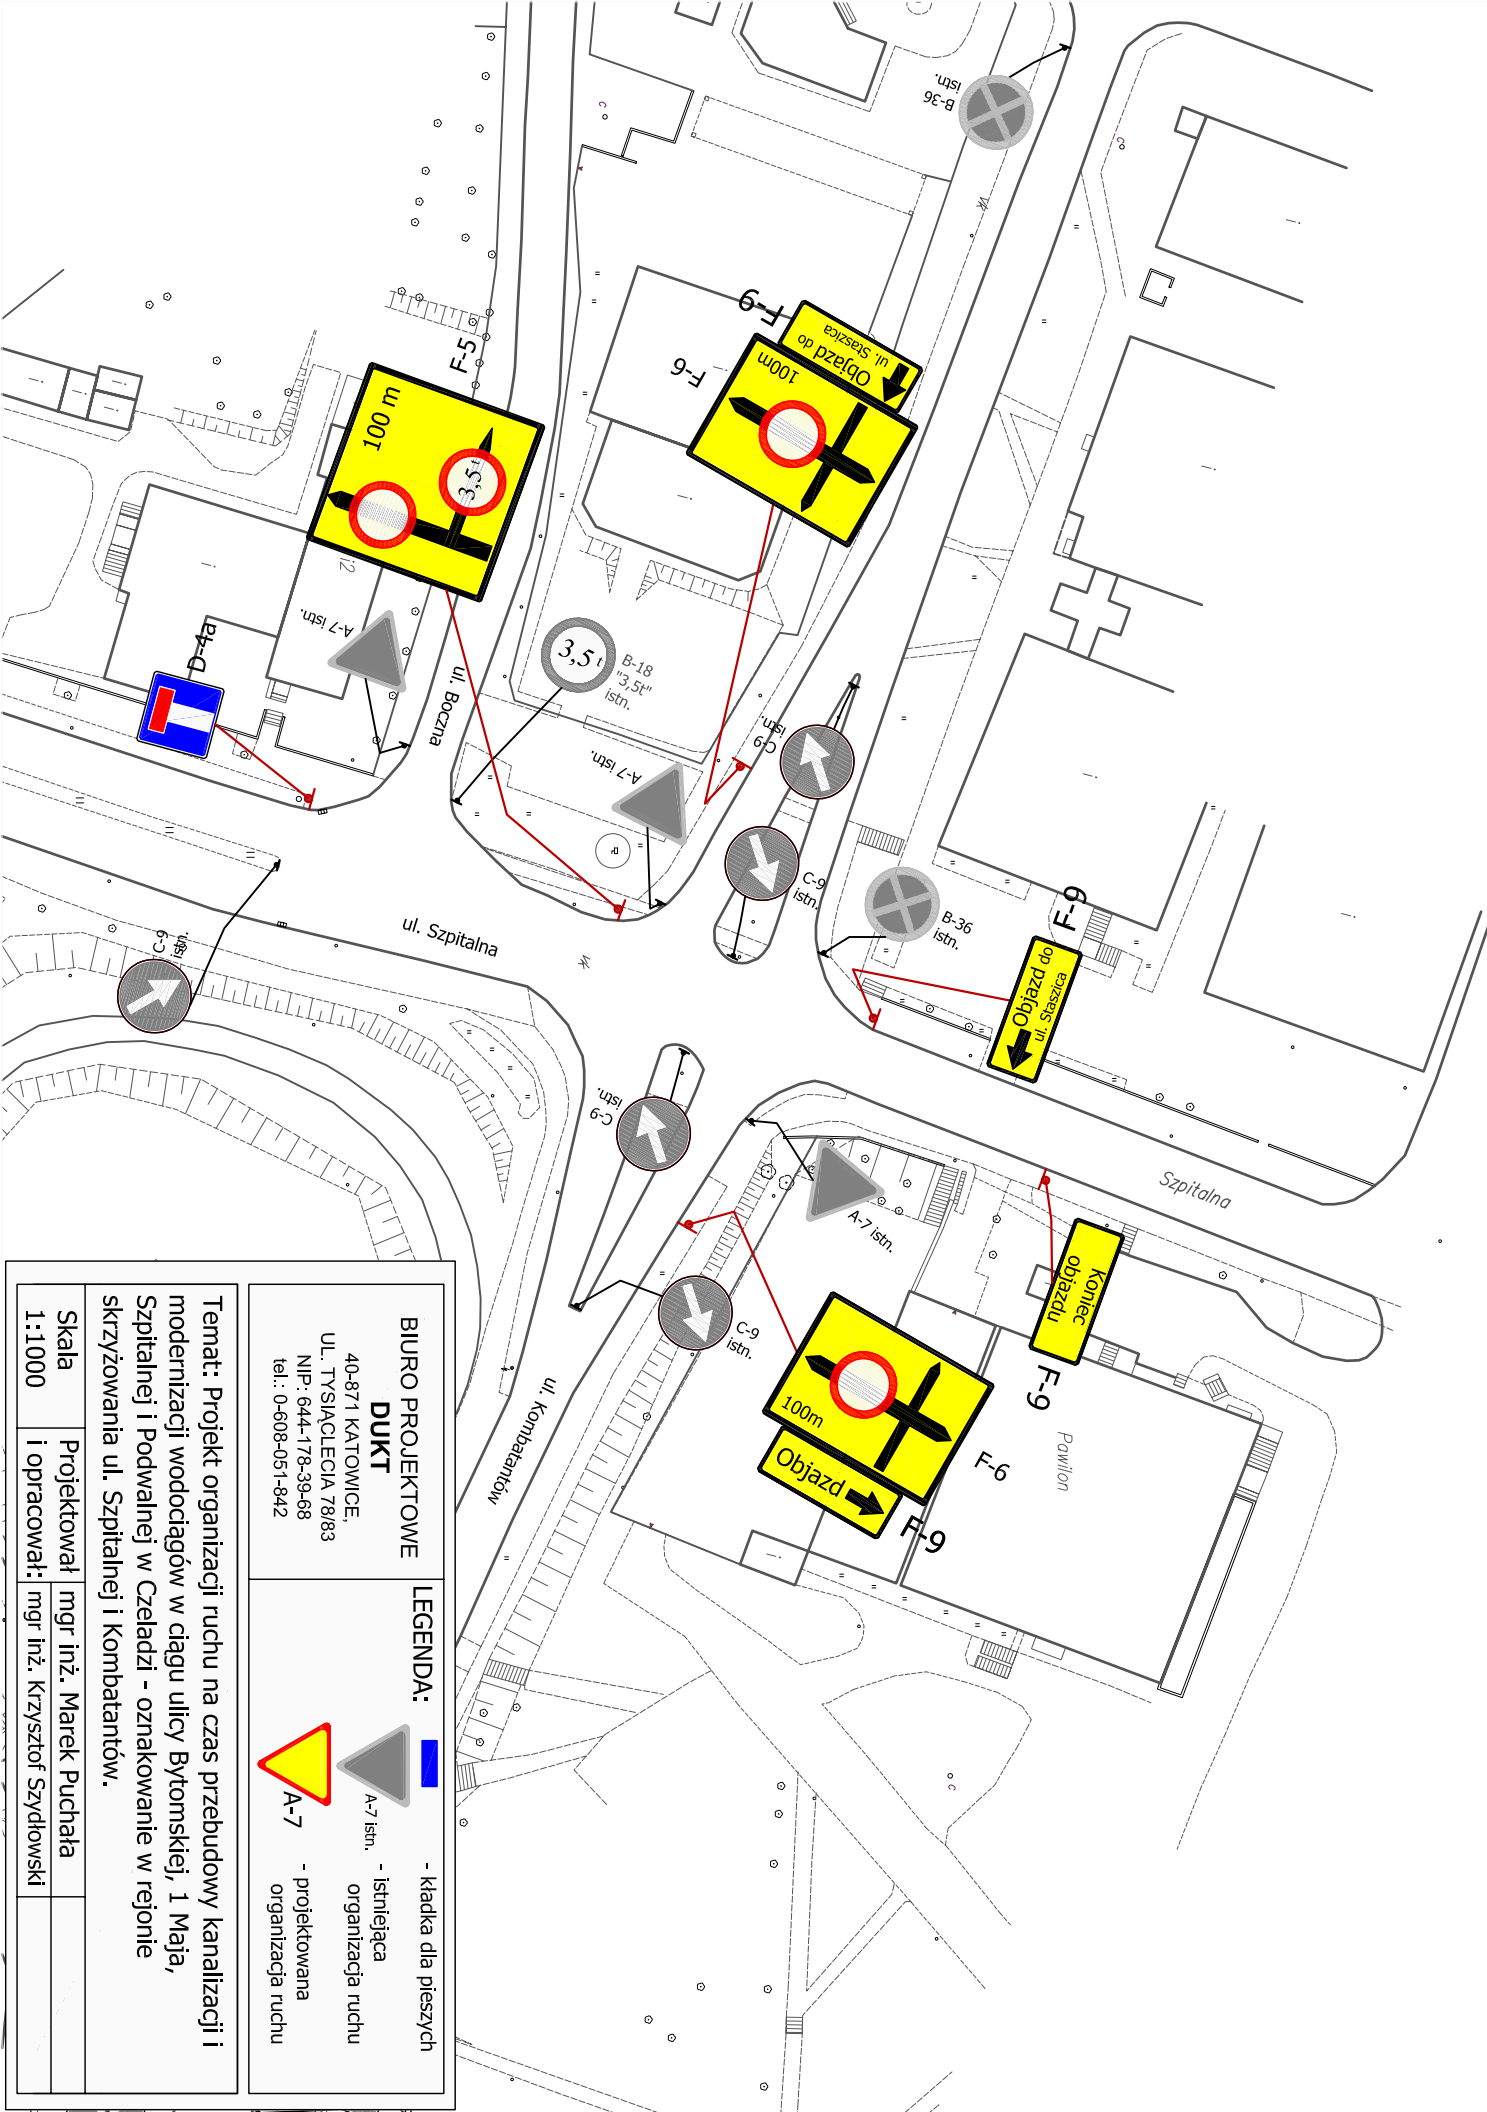 B-36
istn.
F-9
Objazd do
ul. Staszica
F-6
100m
F-5
100 m
3,5 t
i2
A-7 istn.
D-4a
ul. Boczna
3,5 t
B-18
"3,5t"
istn.
A-7 istn.
C-9
istn.
C-9
istn.
B-36
istn.
F-9
Objazd do
ul. Staszica
C-9
istn.
ul. Szpitalna
C-9
istn.
A-7 istn.
Szpitalna
Koniec
objazdu
F-9
C-9
istn.
100m
F-6
Objazd
F-9
Pawilon
ul. Kombatantów
BIURO PROJEKTOWE
DUKT
40-871 KATOWICE,
UL. TYSIĄCLECIA 78/83
NIP: 644-178-39-68
tel.: 0-608-051-842
LEGENDA:
- kładka dla pieszych
A-7 istn.
- istniejąca
organizacja ruchu
A-7
- projektowana
organizacja ruchu
Temat: Projekt organizacji ruchu na czas przebudowy kanalizacji i
modernizacji wodociągów w ciągu ulicy Bytomskiej, 1 Maja,
Szpitalnej i Podwalnej w Czeladzi - oznakowanie w rejonie
skrzyżowania ul. Szpitalnej i Kombatantów.
Skala
1:1000
Projektował
i opracował:
mgr inż. Marek Puchała
mgr inż. Krzysztof Szydłowski